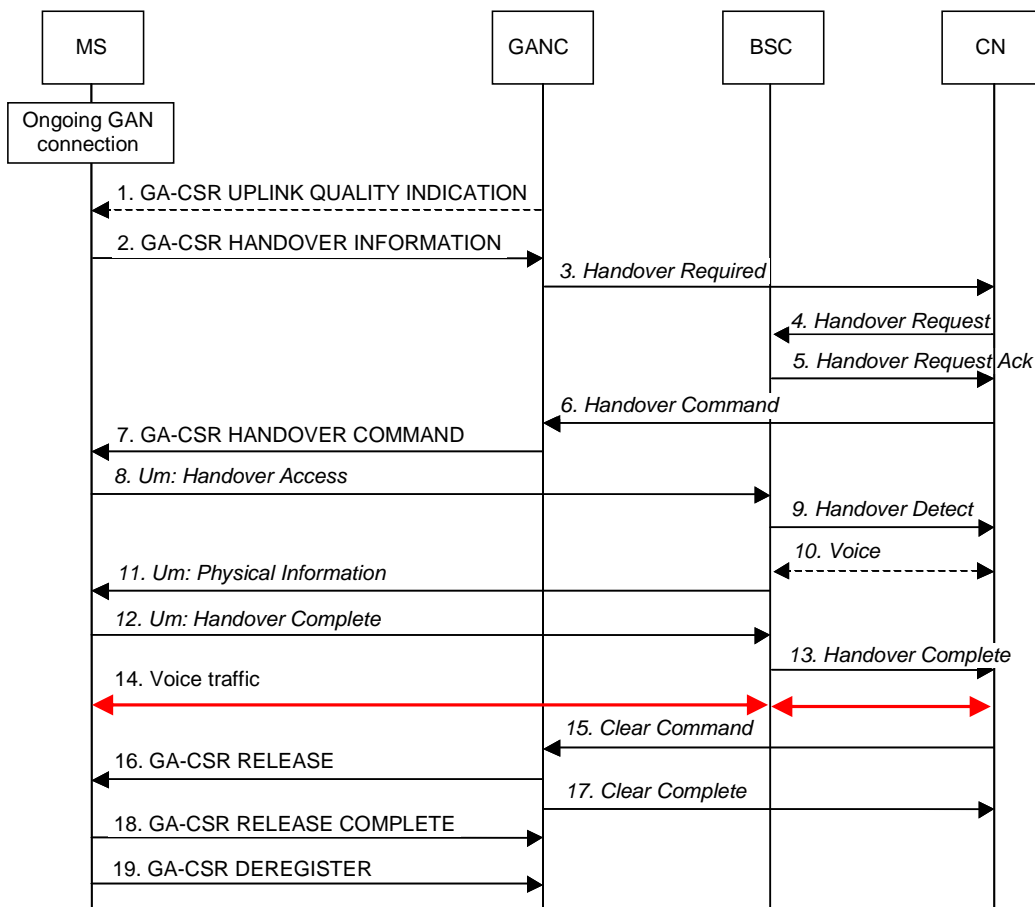 MS
GANC
BSC
CN
Ongoing GAN
connection
1. GA-CSR UPLINK QUALITY INDICATION
2. GA-CSR HANDOVER INFORMATION
3. Handover Required
4. Handover Request
5. Handover Request Ack
6. Handover Command
7. GA-CSR HANDOVER COMMAND
8. Um: Handover Access
9. Handover Detect
10. Voice
11. Um: Physical Information
12. Um: Handover Complete
13. Handover Complete
14. Voice traffic
15. Clear Command
16. GA-CSR RELEASE
17. Clear Complete
18. GA-CSR RELEASE COMPLETE
19. GA-CSR DEREGISTER